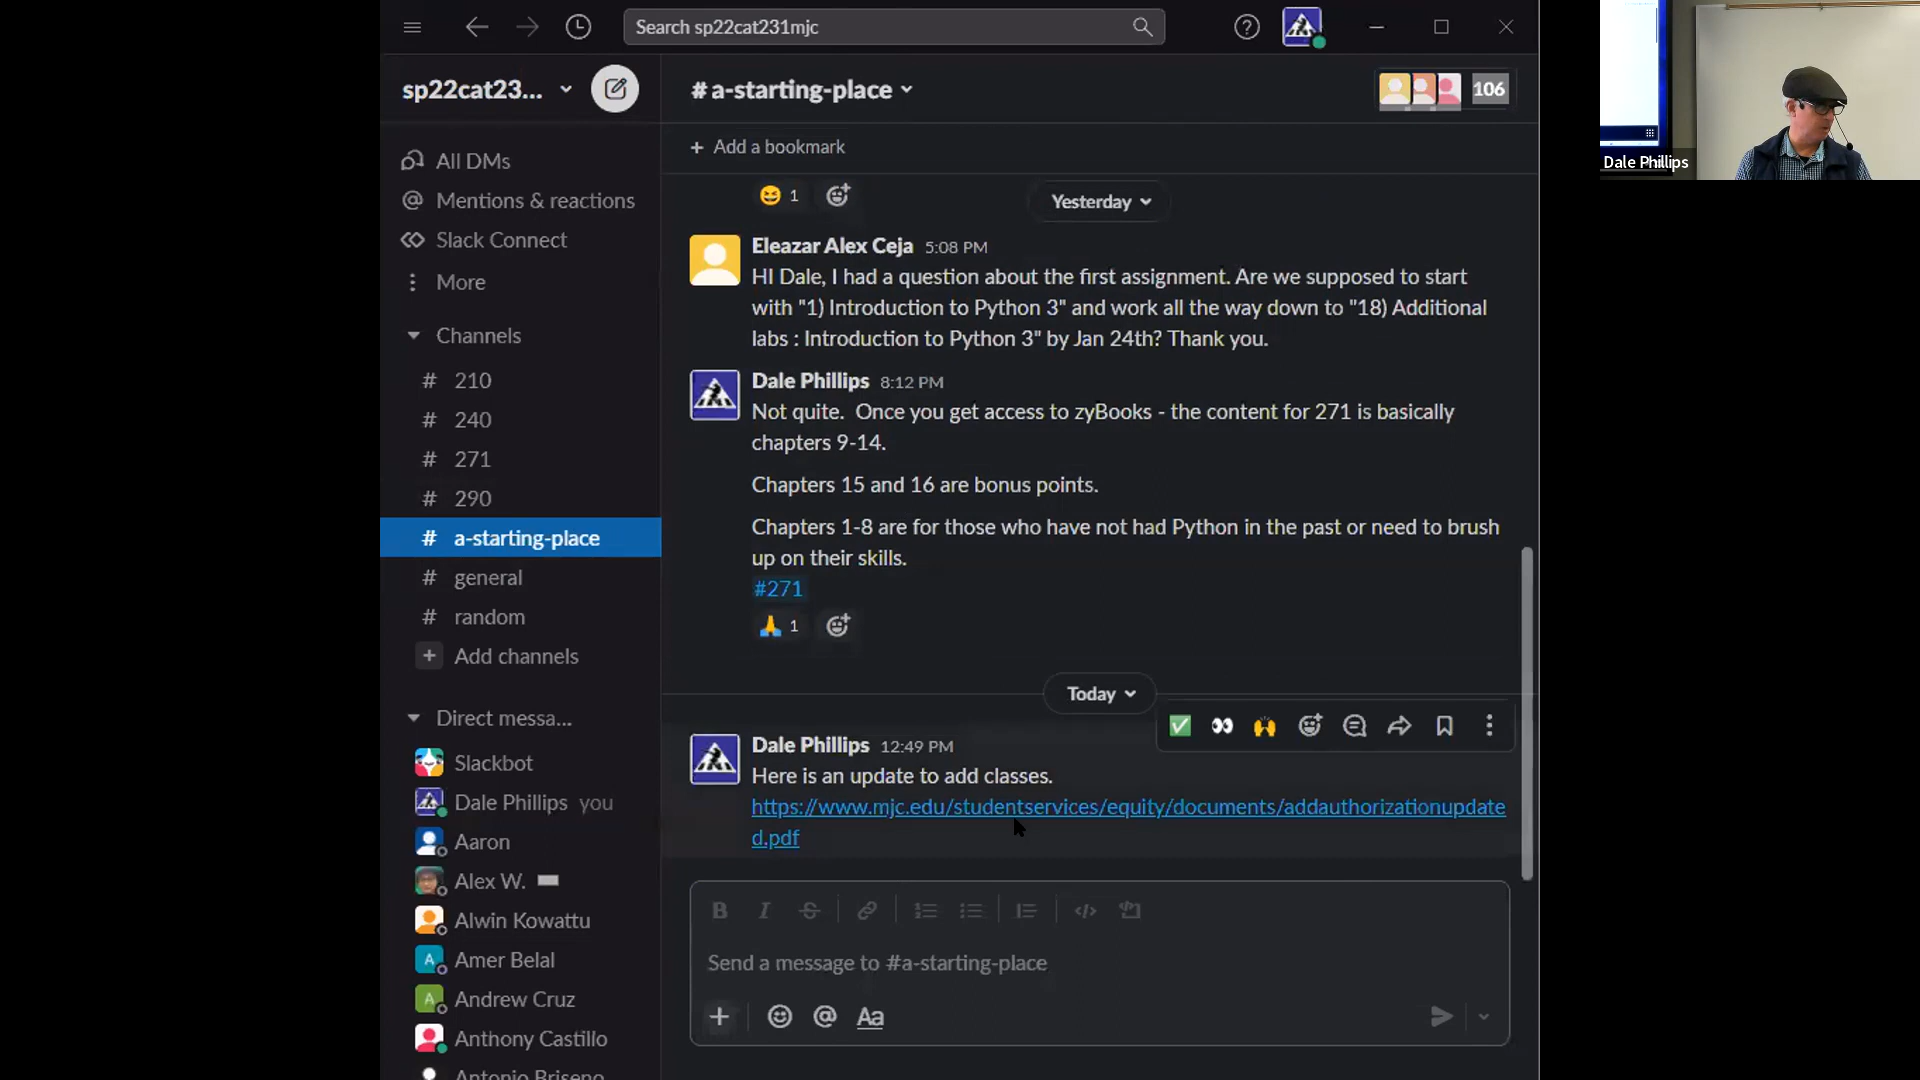 Search sp22cat231mjc
sp22cat23...
# a-starting-place
106
Add a bookmark
All DMs
Mentions & reactions
Slack Connect
More
Channels
# 210
# 240
# 271
# 290
# a-starting-place
# general
# random
+ Add channels
Direct messa...
Slackbot
Dale Phillips you
Aaron
Alex W.
Alwin Kowattu
A Amer Belal
A Andrew Cruz
Anthony Castillo
Antonio Briseno
1
Yesterday
Eleazar Alex Ceja 5:08 PM
HI Dale, I had a question about the first assignment. Are we supposed to start
with "1) Introduction to Python 3" and work all the way down to "18) Additional
labs : Introduction to Python 3" by Jan 24th? Thank you.
Dale Phillips 8:12 PM
Not quite. Once you get access to zyBooks - the content for 271 is basically
chapters 9-14.
Chapters 15 and 16 are bonus points.
Chapters 1-8 are for those who have not had Python in the past or need to brush
up on their skills.
#271
1
Today
Dale Phillips 12:49 PM
Here is an update to add classes.
https://www.mjc.edu/studentservices/equity/documents/addauthorizationupdate
d.pdf
B I S
Send a message to #a-starting-place
Aa
Dale Phillips